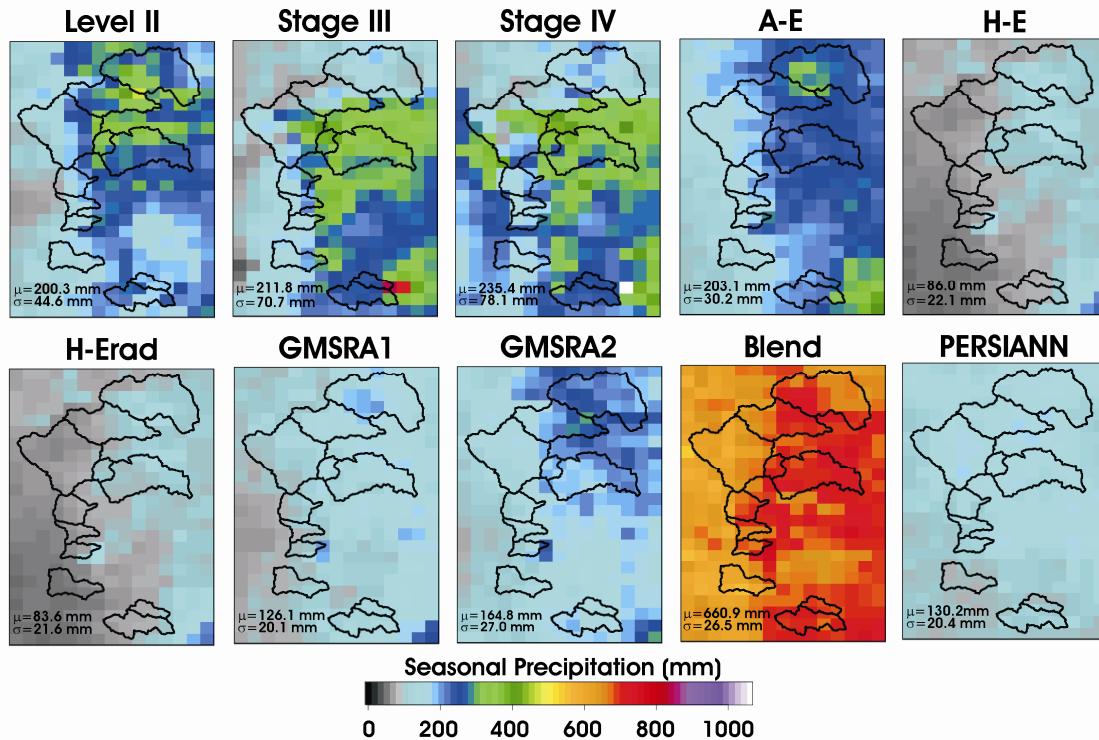 Level II
Stage III
Stage IV
A-E
H-E
μ=200.3 mm
σ=44.6 mm
μ=211.8 mm
σ=70.7 mm
μ=235.4 mm
σ=78.1 mm
μ=203.1 mm
σ=30.2 mm
μ=86.0 mm
σ=22.1 mm
H-Erad
GMSRA1
GMSRA2
Blend
PERSIANN
μ=83.6 mm
σ=21.6 mm
μ=126.1 mm
σ=20.1 mm
μ=164.8 mm
σ=27.0 mm
μ=660.9 mm
σ=26.5 mm
μ=130.2mm
σ=20.4 mm
Seasonal Precipitation (mm)
0 200 400 600 800 1000